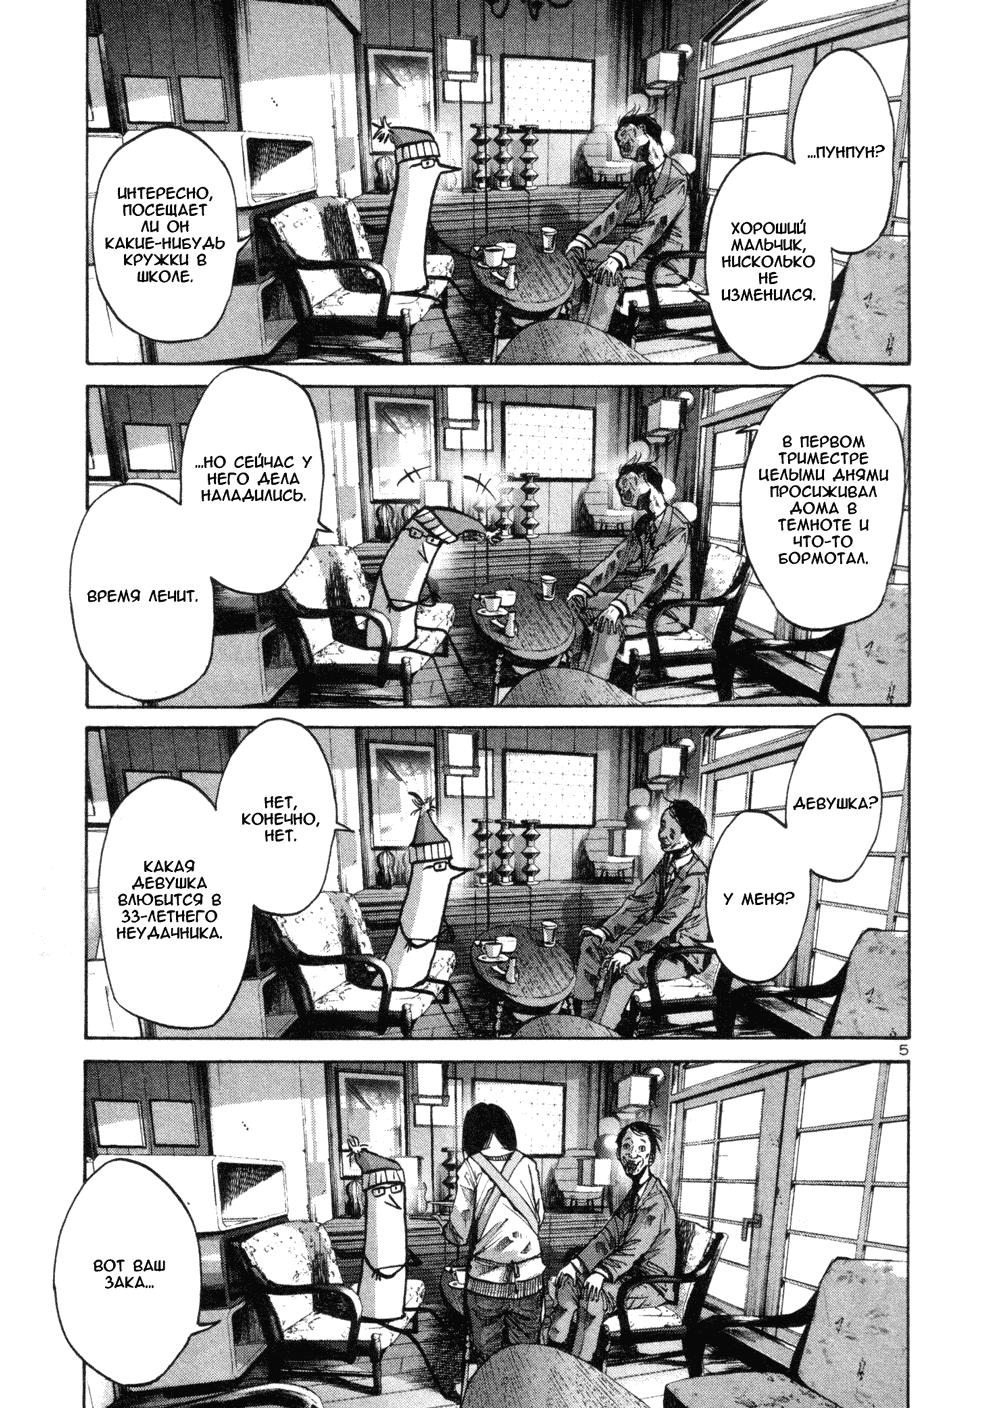 ...ПУНПУН?
ХОРОШИЙ
МАЛЬЧИК,
НИСКОЛЬКО
НЕ
ИЗМЕНИЛСЯ.
ИНТЕРЕСНО,
ПОСЕЩАЕТ
ЛИ ОН
КАКИЕ-НИБУДЬ
КРУЖКИ В
ШКОЛЕ.
В ПЕРВОМ
ТРИМЕСТРЕ
ЦЕЛЫМИ ДНЯМИ
ПРОСИЖИВАЛ
ДОМА В
ТЕМНОТЕ И
ЧТО-ТО
БОРМОТАЛ.
...НО СЕЙЧАС У
НЕГО ДЕЛА
НАЛАДИЛИСЬ.
ВРЕМЯ ЛЕЧИТ.
ДЕВУШКА?
У МЕНЯ?
НЕТ,
КОНЕЧНО,
НЕТ.
КАКАЯ
ДЕВУШКА
ВЛЮБИТСЯ В
33-ЛЕТНЕГО
НЕУДАЧНИКА.
5
ВОТ ВАШ
ЗАКА...